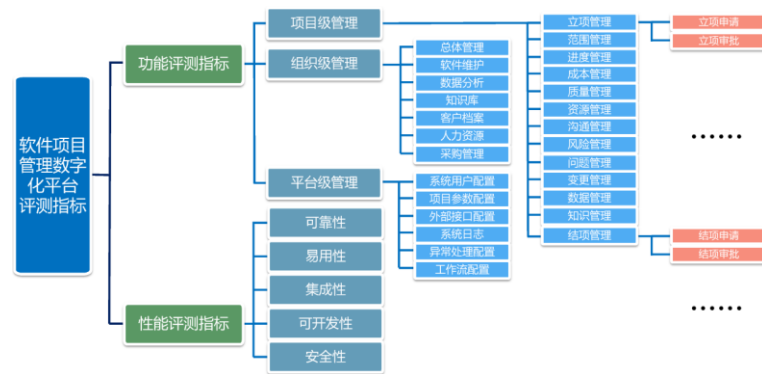 软件项目
管理数字
化平台
评测指标
功能评测指标
性能评测指标
项目级管理
组织级管理
平台级管理
可靠性
易用性
集成性
可开发性
安全性
总体管理
软件维护
数据分析
知识库
客户档案
人力资源
采购管理
系统用户配置
项目参数配置
外部接口配置
系统日志
异常处理配置
工作流配置
立项管理
范围管理
进度管理
成本管理
质量管理
资源管理
沟通管理
风险管理
问题管理
变更管理
数据管理
知识管理
结项管理
立项申请
立项审批
……
结项申请
结项审批
……